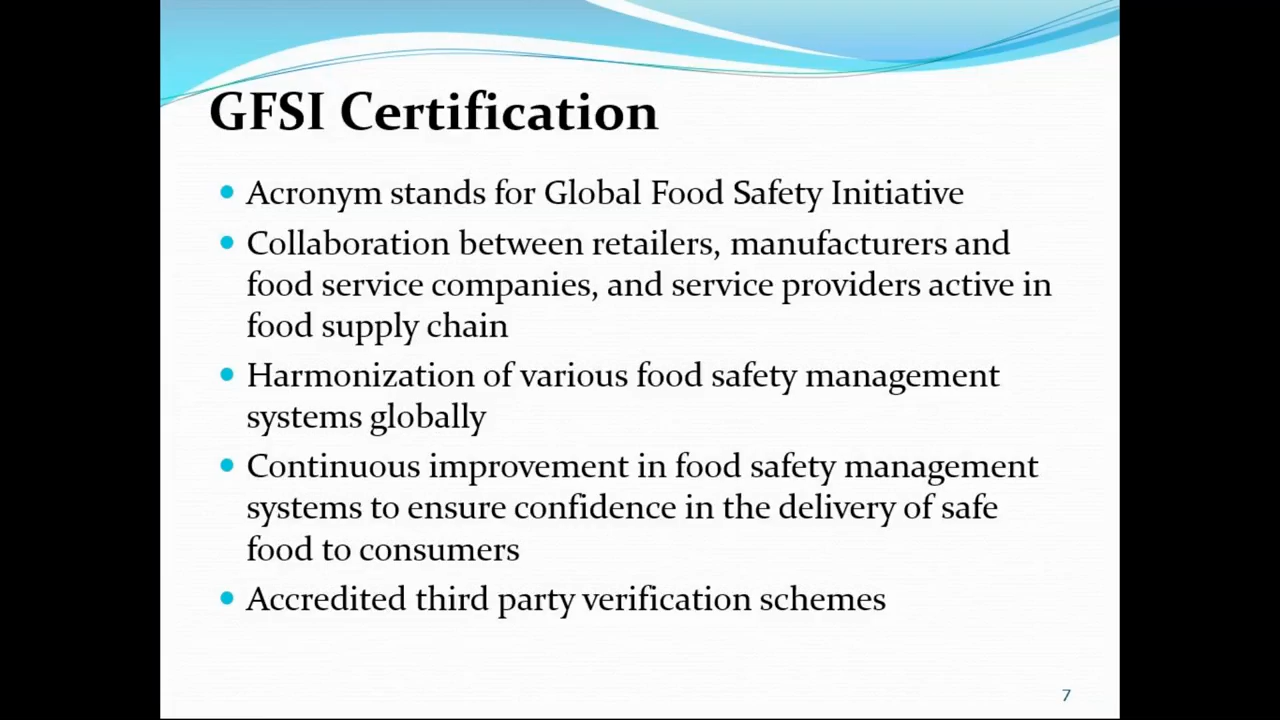 GFSI Certification
Acronym stands for Global Food Safety Initiative
Collaboration between retailers, manufacturers and
food service companies, and service providers active in
food supply chain
Harmonization of various food safety management
systems globally
Continuous improvement in food safety management
systems to ensure confidence in the delivery of safe
food to consumers
Accredited third party verification schemes
7